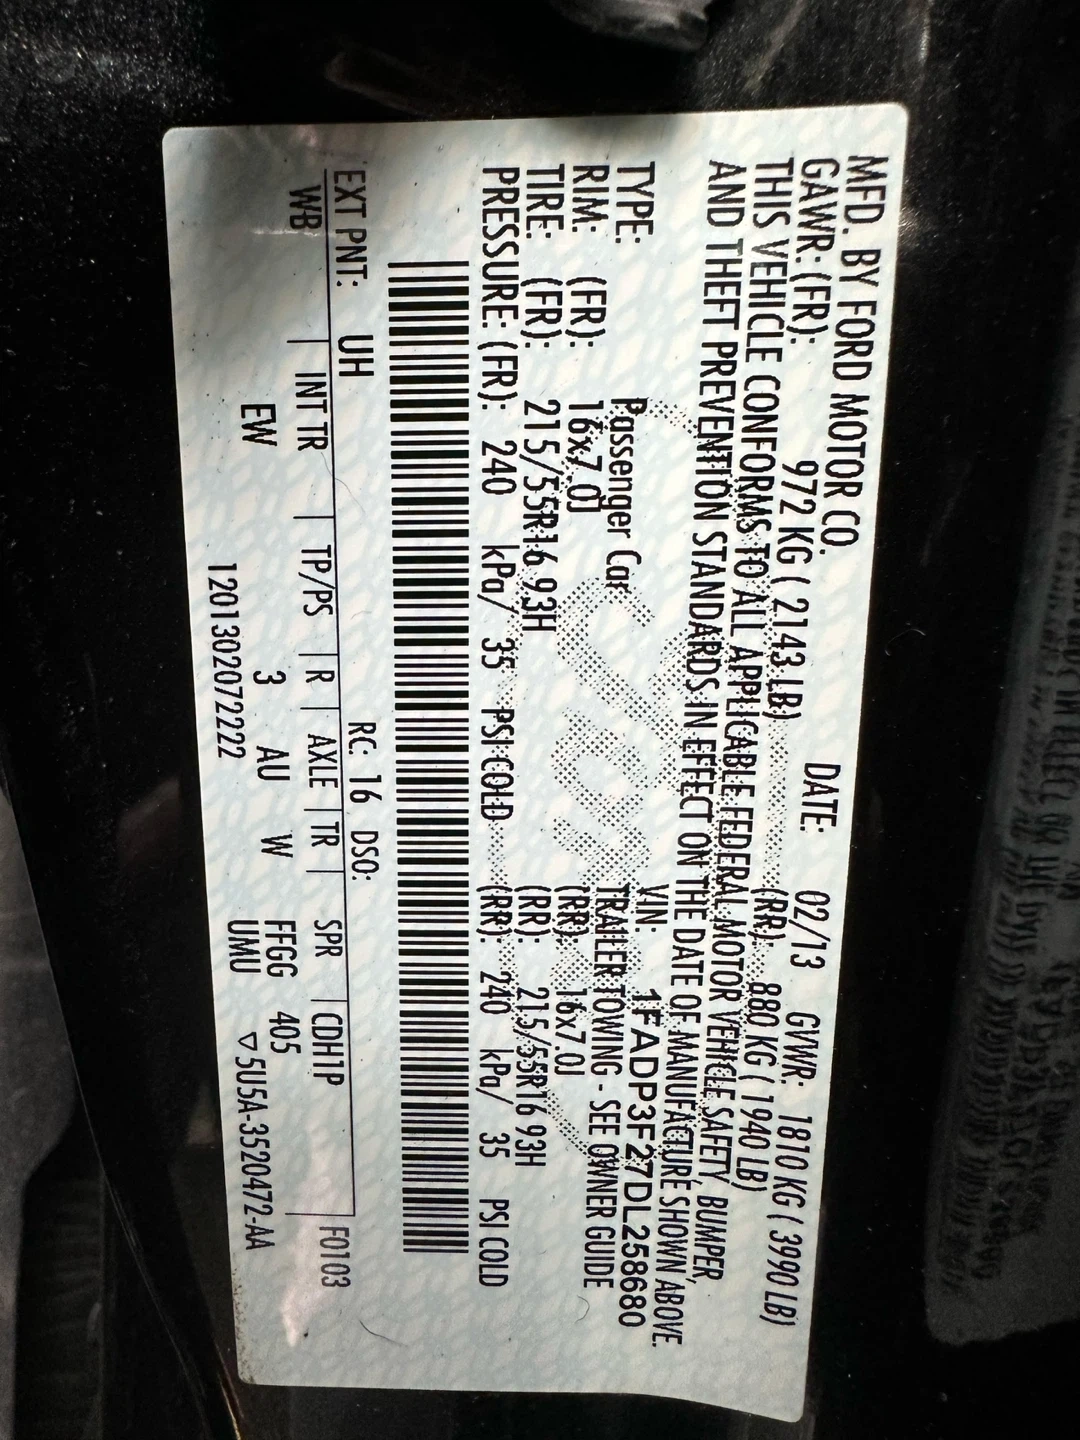 MFD. BY FORD MOTOR CO.
DATE: 02/13 GVWR: 1810 KG ( 3990 LB)
GAWR: (FR): 972 KG ( 2143 LB) (RR): 880 KG ( 1940 LB)
THIS VEHICLE CONFORMS TO ALL APPLICABLE FEDERAL MOTOR VEHICLE SAFETY, BUMPER,
AND THEFT PREVENTION STANDARDS IN EFFECT ON THE DATE OF MANUFACTURE SHOWN ABOVE.
VIN: 1FADP3F27DL258680
TYPE: Passenger Car TRAILER TOWING - SEE OWNER GUIDE
RIM: (FR): 16x7.0J (RR): 16x7.0J
TIRE: (FR): 215/55R16 93H (RR): 215/55R16 93H
PRESSURE: (FR): 240 kPa/ 35 PSI COLD (RR): 240 kPa/ 35 PSI COLD
EXT PNT: UH RC: 16 DSO: F0103
WB | INT TR | TP/PS | R | AXLE | TR | SPR | CDH1P
EW 3 AU W FFGG 405
UMU
1201302072222 ▽5U5A-3520472-AA